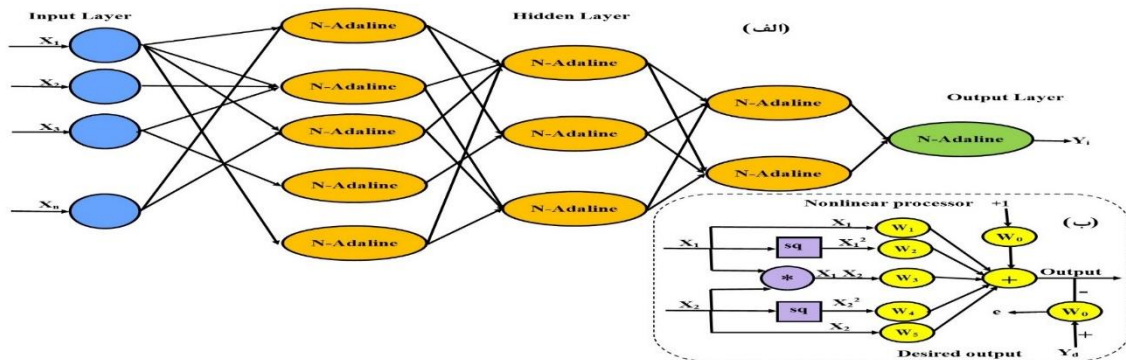 Input Layer
Hidden Layer
(الف)
N-Adaline
X₁
N-Adaline
X₂
N-Adaline
N-Adaline
Output Layer
X₃
N-Adaline
N-Adaline
N-Adaline
Yᵢ
N-Adaline
N-Adaline
Xₙ
N-Adaline
N-Adaline
Nonlinear processor
+1
(ب)
X₁
W₁
W₀
X₁
sq
X₁²
W₂
*
X₁ X₂
W₃
+
Output
-
X₂
sq
X₂²
W₄
e
W₀
X₂
W₅
+
Desired output
Yd